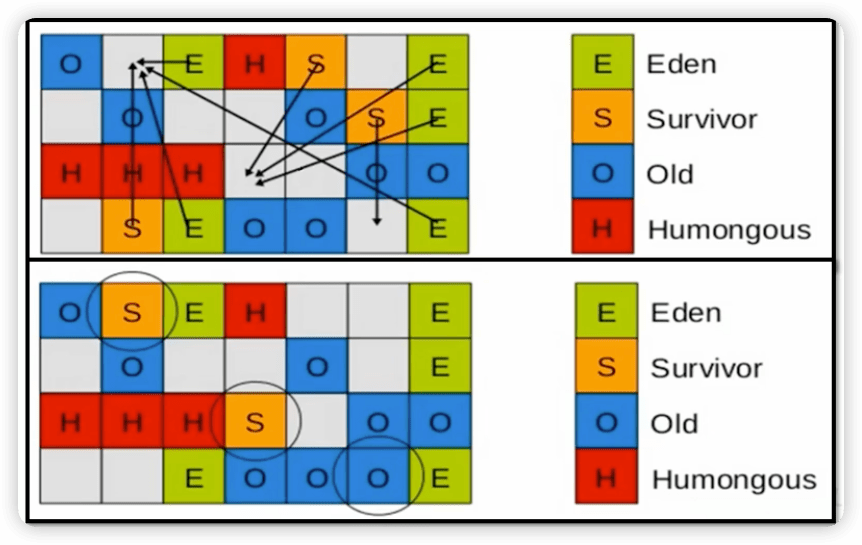 O E H S E E Eden
O O S E S Survivor
H H H O O O Old
S E O O E H Humongous
O S E H E E Eden
O O E S Survivor
H H H S O O O Old
E O O O E H Humongous